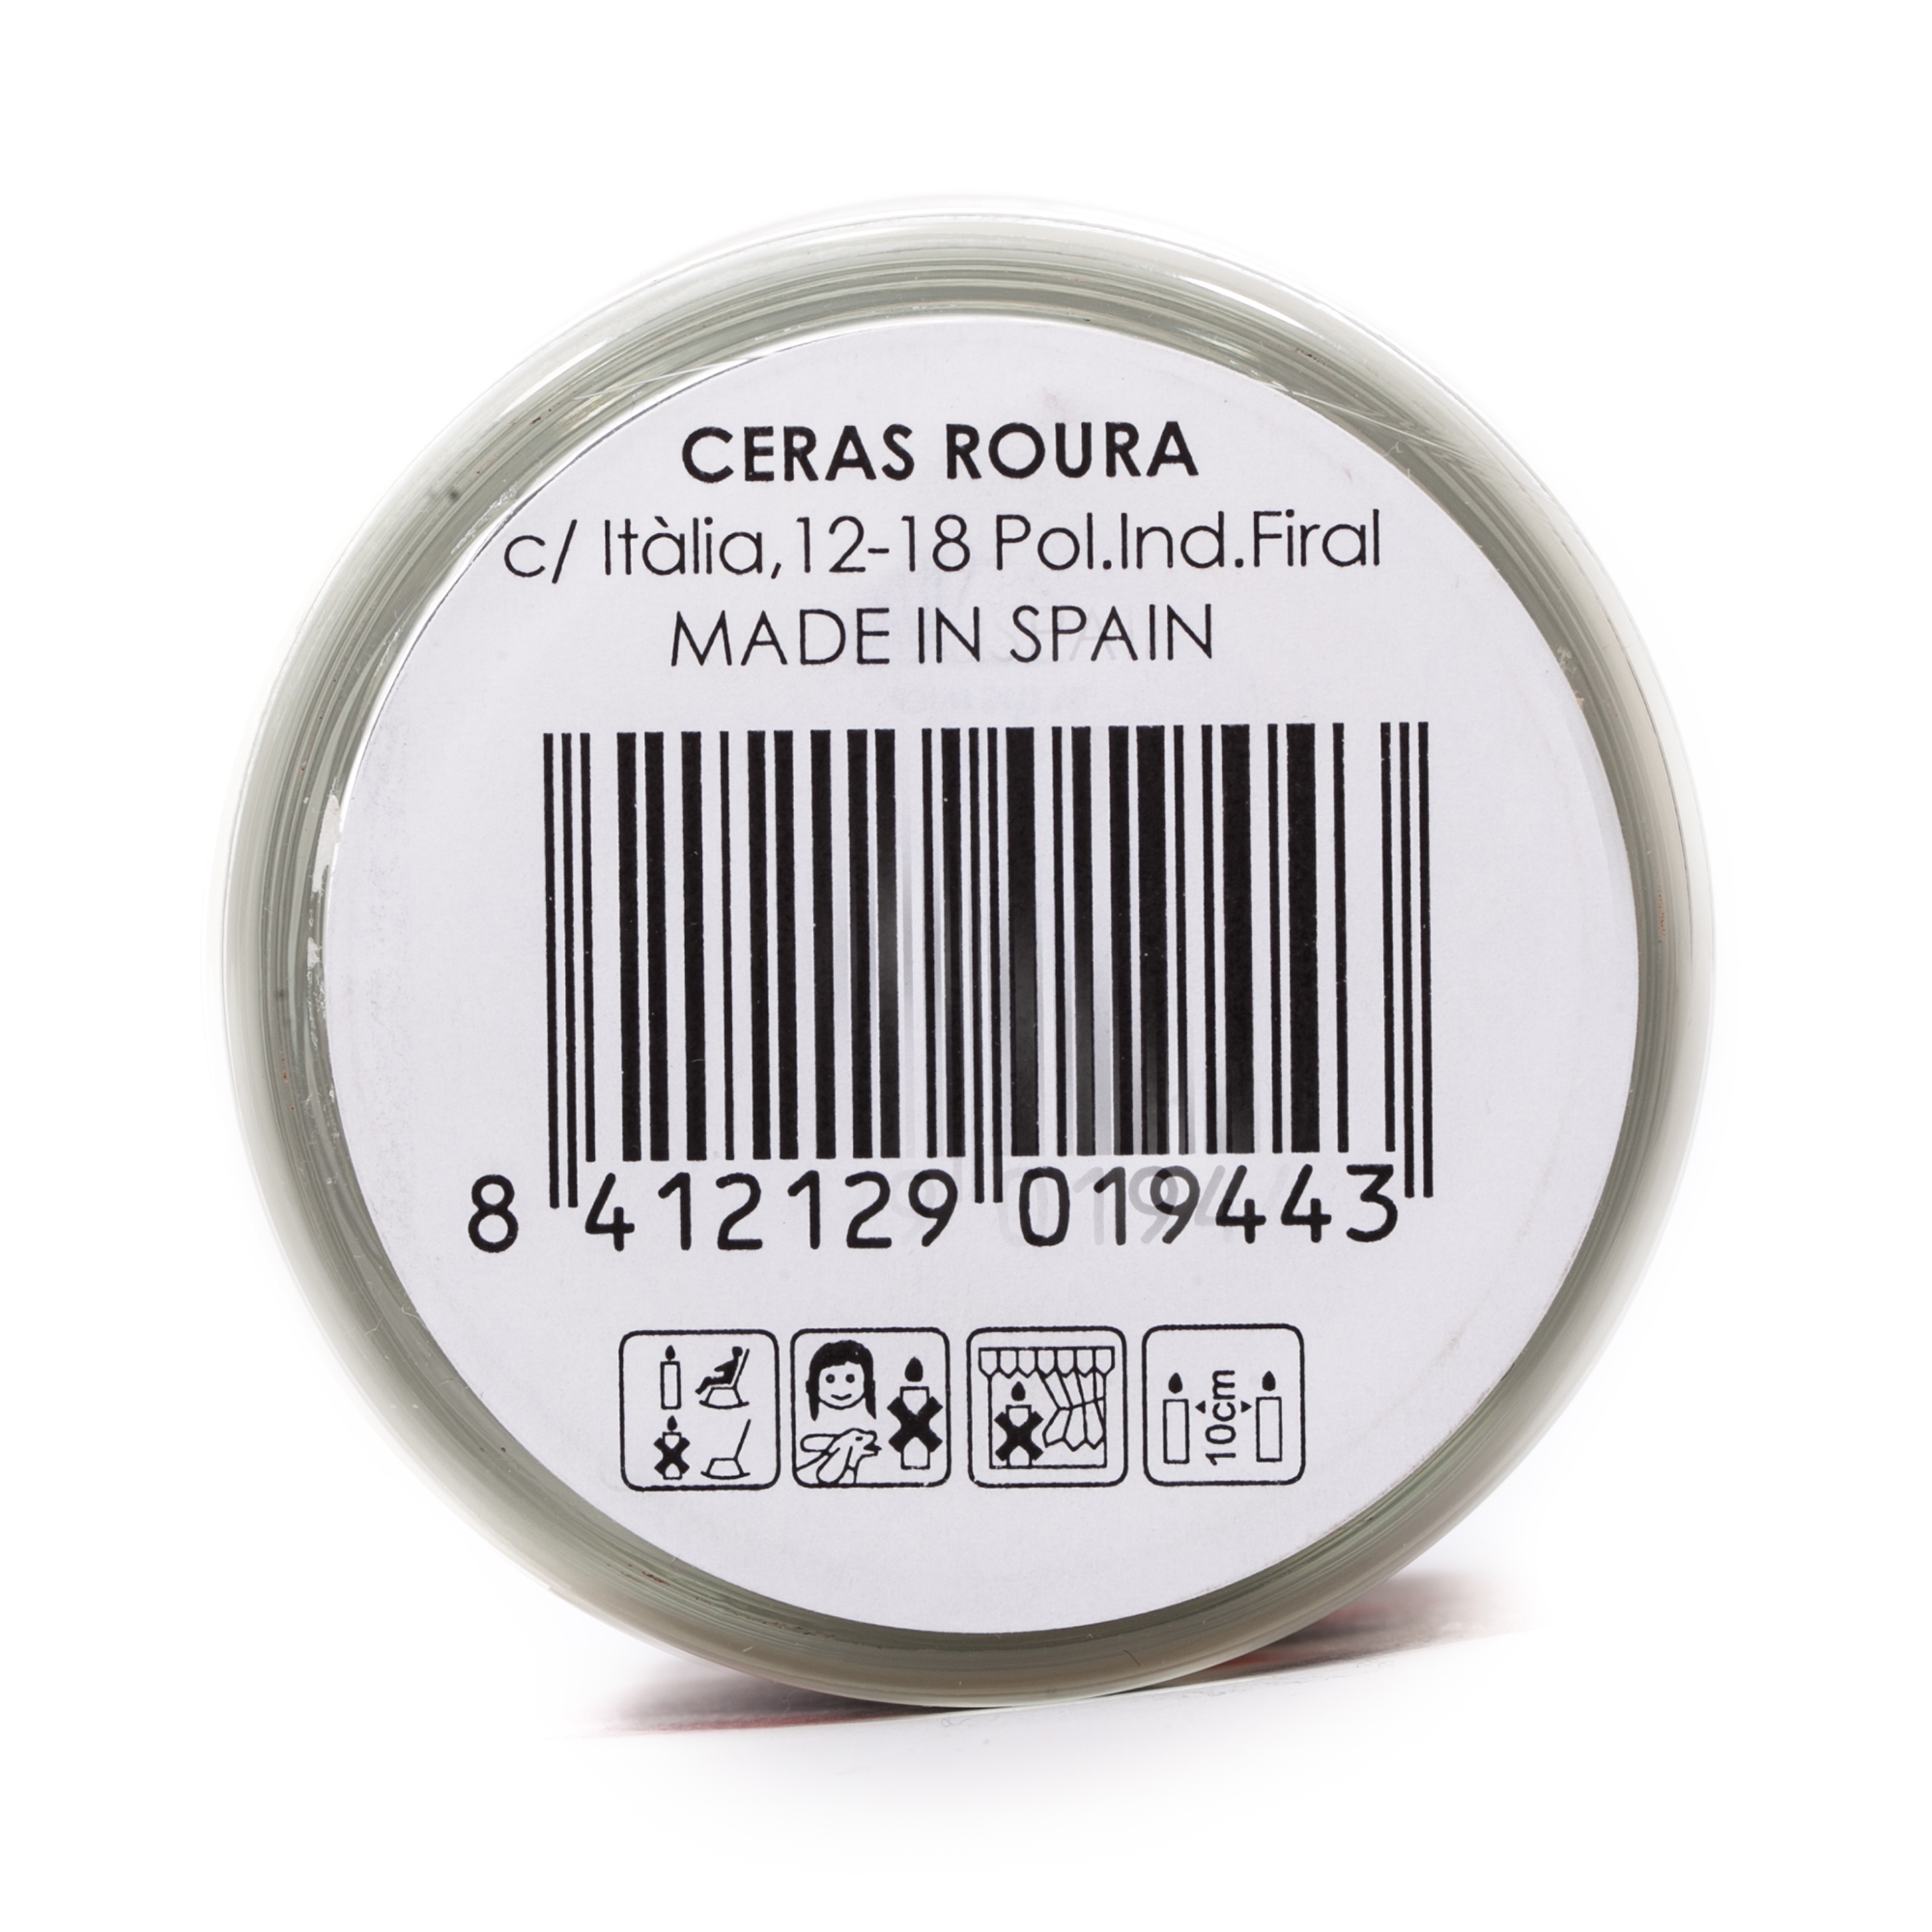 CERAS ROURA
c/ Itàlia,12-18 Pol.Ind.Firal
MADE IN SPAIN
8 412129 019443
10cm